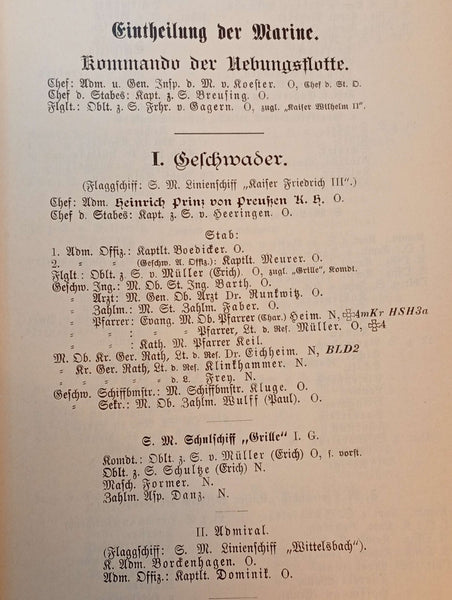 Eintheilung der Marine.
Kommando der Uebungsflotte.
Chef: Adm. u. Gen. Insp. d. M. v. Koester. O, Chef d. St. O.
Chef d. Stabes: Kapt. z. S. Breusing. O.
Flglt.: Oblt. z. S. Frhr. v. Gagern. O, zugl. „Kaiser Wilhelm II“.
I. Geschwader.
(Flaggschiff: S. M. Linienschiff „Kaiser Friedrich III“.)
Chef: Adm. Heinrich Prinz von Preußen K. H. O.
Chef d. Stabes: Kapt. z. S. v. Heeringen. O.
Stab:
1. Adm. Offiz.: Kaptlt. Boedicker. O.
2. „ „ (Geschw. A. Offiz.): Kaptlt. Meurer. O.
Flglt.: Oblt. z. S. v. Müller (Erich). O, zugl. „Grille“, Komdt.
Geschw. Ing.: M. Ob. St. Ing. Barth. O.
„ Arzt: M. Gen. Ob. Arzt Dr. Runkwitz. O.
„ Zahlm.: M. St. Zahlm. Faber. O.
„ Pfarrer: Evang. M. Ob. Pfarrer (Char.) Heim. N, ✠4mKr HSH3a
„ „ : „ „ Pfarrer, Lt. d. Ref. Müller. O, ✠4
„ „ : Kath. M. Pfarrer Keil.
M. Ob. Kr. Ger. Rath, Lt. d. Ref. Dr. Eichheim. N, BLD2
„ Kr. Ger. Rath, Lt. d. Ref. Klinkhammer. N.
„ „ „ „ „ d. L. Frey. N.
Geschw. Schiffbmstr.: M. Schiffbmstr. Kluge. O.
„ Sekr.: M. Ob. Zahlm. Wulff (Paul). O.
S. M. Schulschiff „Grille“ I. G.
Komdt.: Oblt. z. S. v. Müller (Erich) O, s. vorst.
Oblt. z. S. Schultze (Erich) N.
Masch. Former. N.
Zahlm. Asp. Danz. N.
II. Admiral.
(Flaggschiff: S. M. Linienschiff „Wittelsbach“).
K. Adm. Borckenhagen. O.
Adm. Offiz.: Kaptlt. Dominik. O.